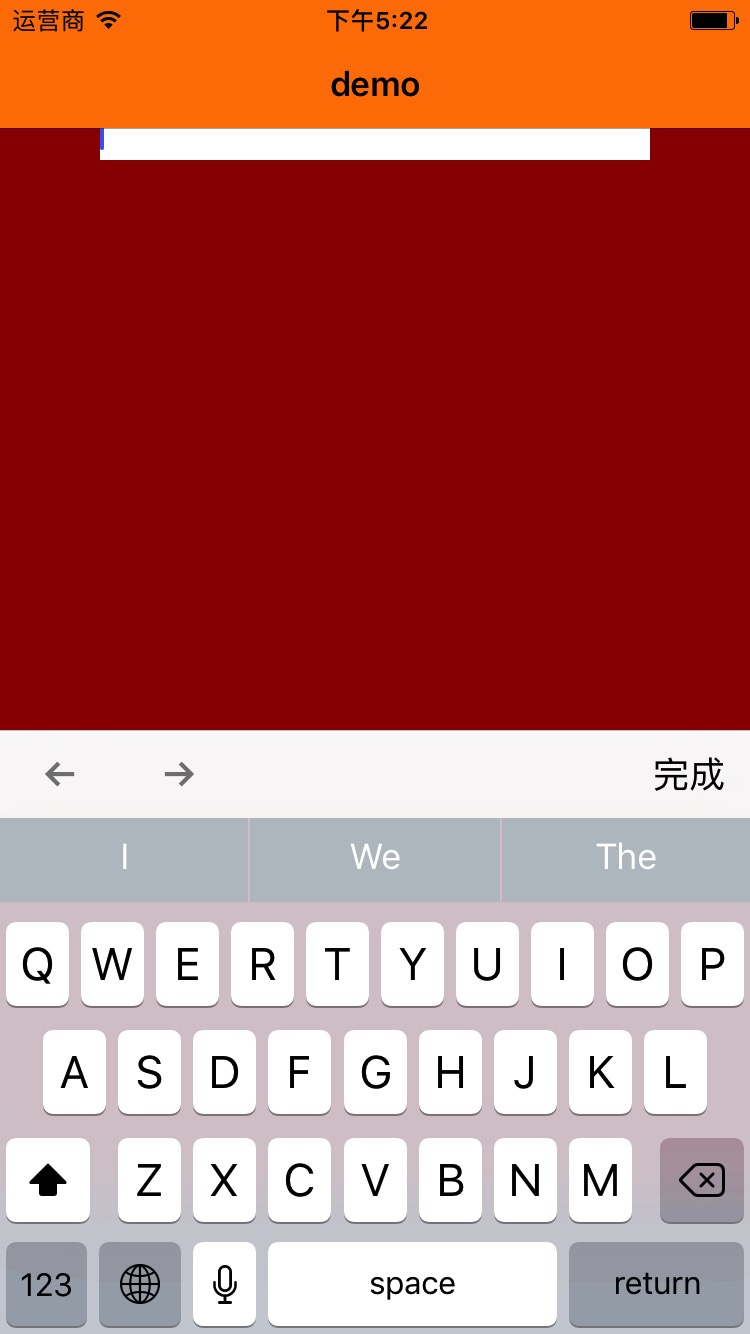 运营商 下午5:22
demo
完成
I We The
Q W E R T Y U I O P
A S D F G H J K L
Z X C V B N M
123 space return